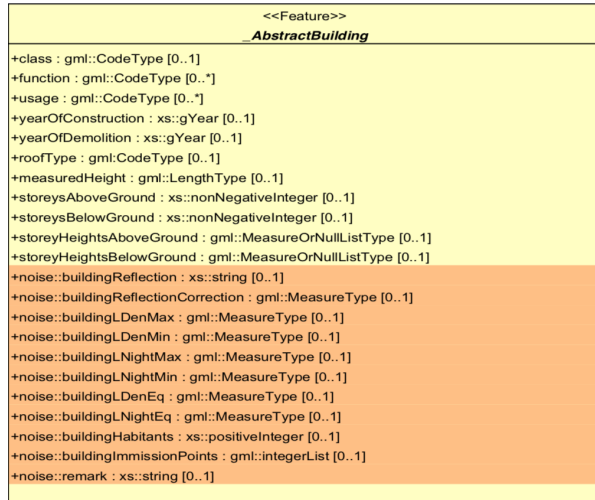 <<Feature>>
_AbstractBuilding
+class : gml::CodeType [0..1]
+function : gml::CodeType [0..*]
+usage : gml::CodeType [0..*]
+yearOfConstruction : xs::gYear [0..1]
+yearOfDemolition : xs::gYear [0..1]
+roofType : gml:CodeType [0..1]
+measuredHeight : gml::LengthType [0..1]
+storeysAboveGround : xs::nonNegativeInteger [0..1]
+storeysBelowGround : xs::nonNegativeInteger [0..1]
+storeyHeightsAboveGround : gml::MeasureOrNullListType [0..1]
+storeyHeightsBelowGround : gml::MeasureOrNullListType [0..1]
+noise::buildingReflection : xs::string [0..1]
+noise::buildingReflectionCorrection : gml::MeasureType [0..1]
+noise::buildingLDenMax : gml::MeasureType [0..1]
+noise::buildingLDenMin : gml::MeasureType [0..1]
+noise::buildingLNightMax : gml::MeasureType [0..1]
+noise::buildingLNightMin : gml::MeasureType [0..1]
+noise::buildingLDenEq : gml::MeasureType [0..1]
+noise::buildingLNightEq : gml::MeasureType [0..1]
+noise::buildingHabitants : xs::positiveInteger [0..1]
+noise::buildingImmissionPoints : gml::integerList [0..1]
+noise::remark : xs::string [0..1]